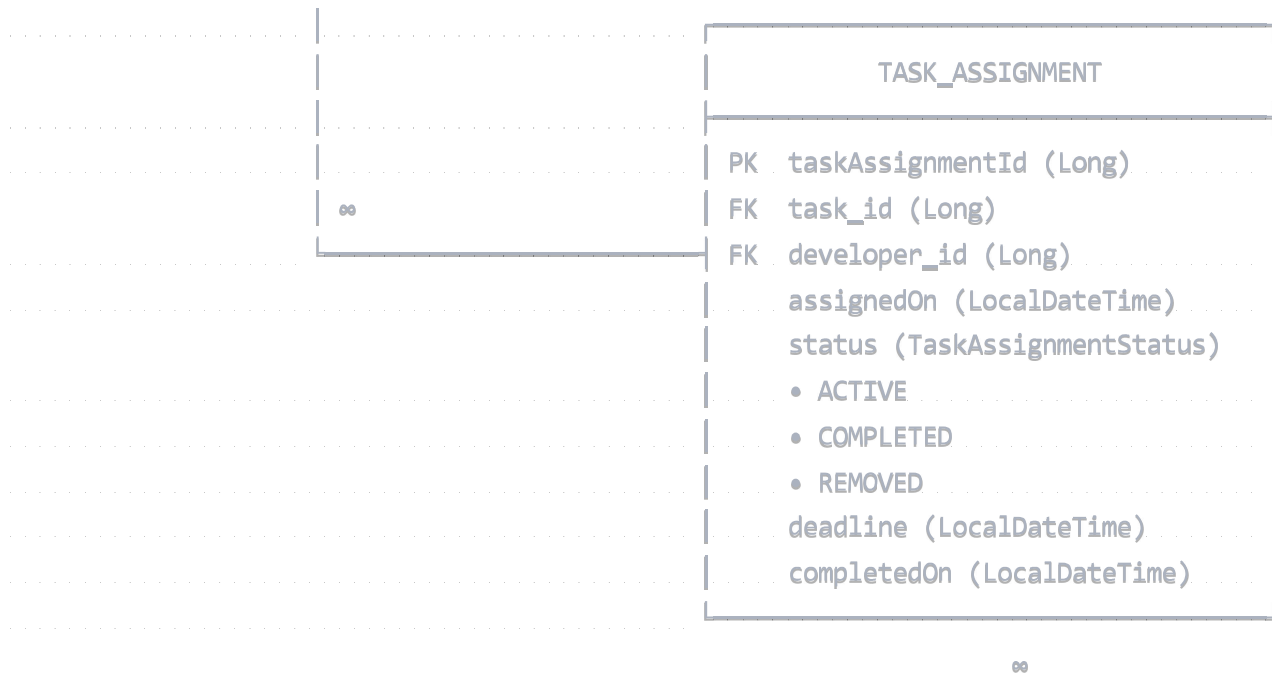 TASK_ASSIGNMENT
PK taskAssignmentId (Long)
∞
FK task_id (Long)
FK developer_id (Long)
assignedOn (LocalDateTime)
status (TaskAssignmentStatus)
• ACTIVE
• COMPLETED
• REMOVED
deadline (LocalDateTime)
completedOn (LocalDateTime)
∞